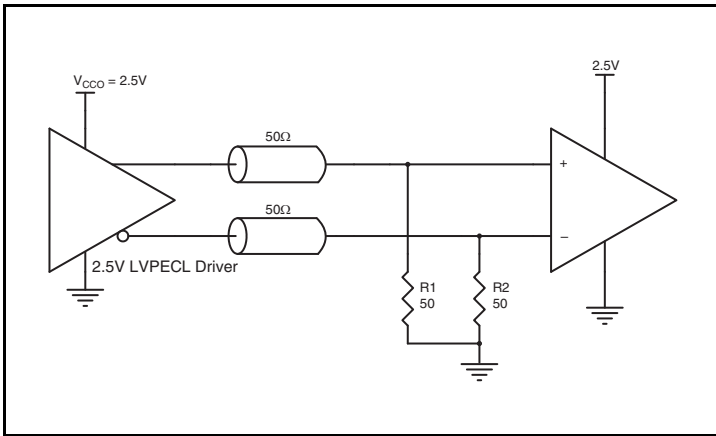 V_CCO = 2.5V
2.5V
50Ω
+
50Ω
–
2.5V LVPECL Driver
R1
50
R2
50